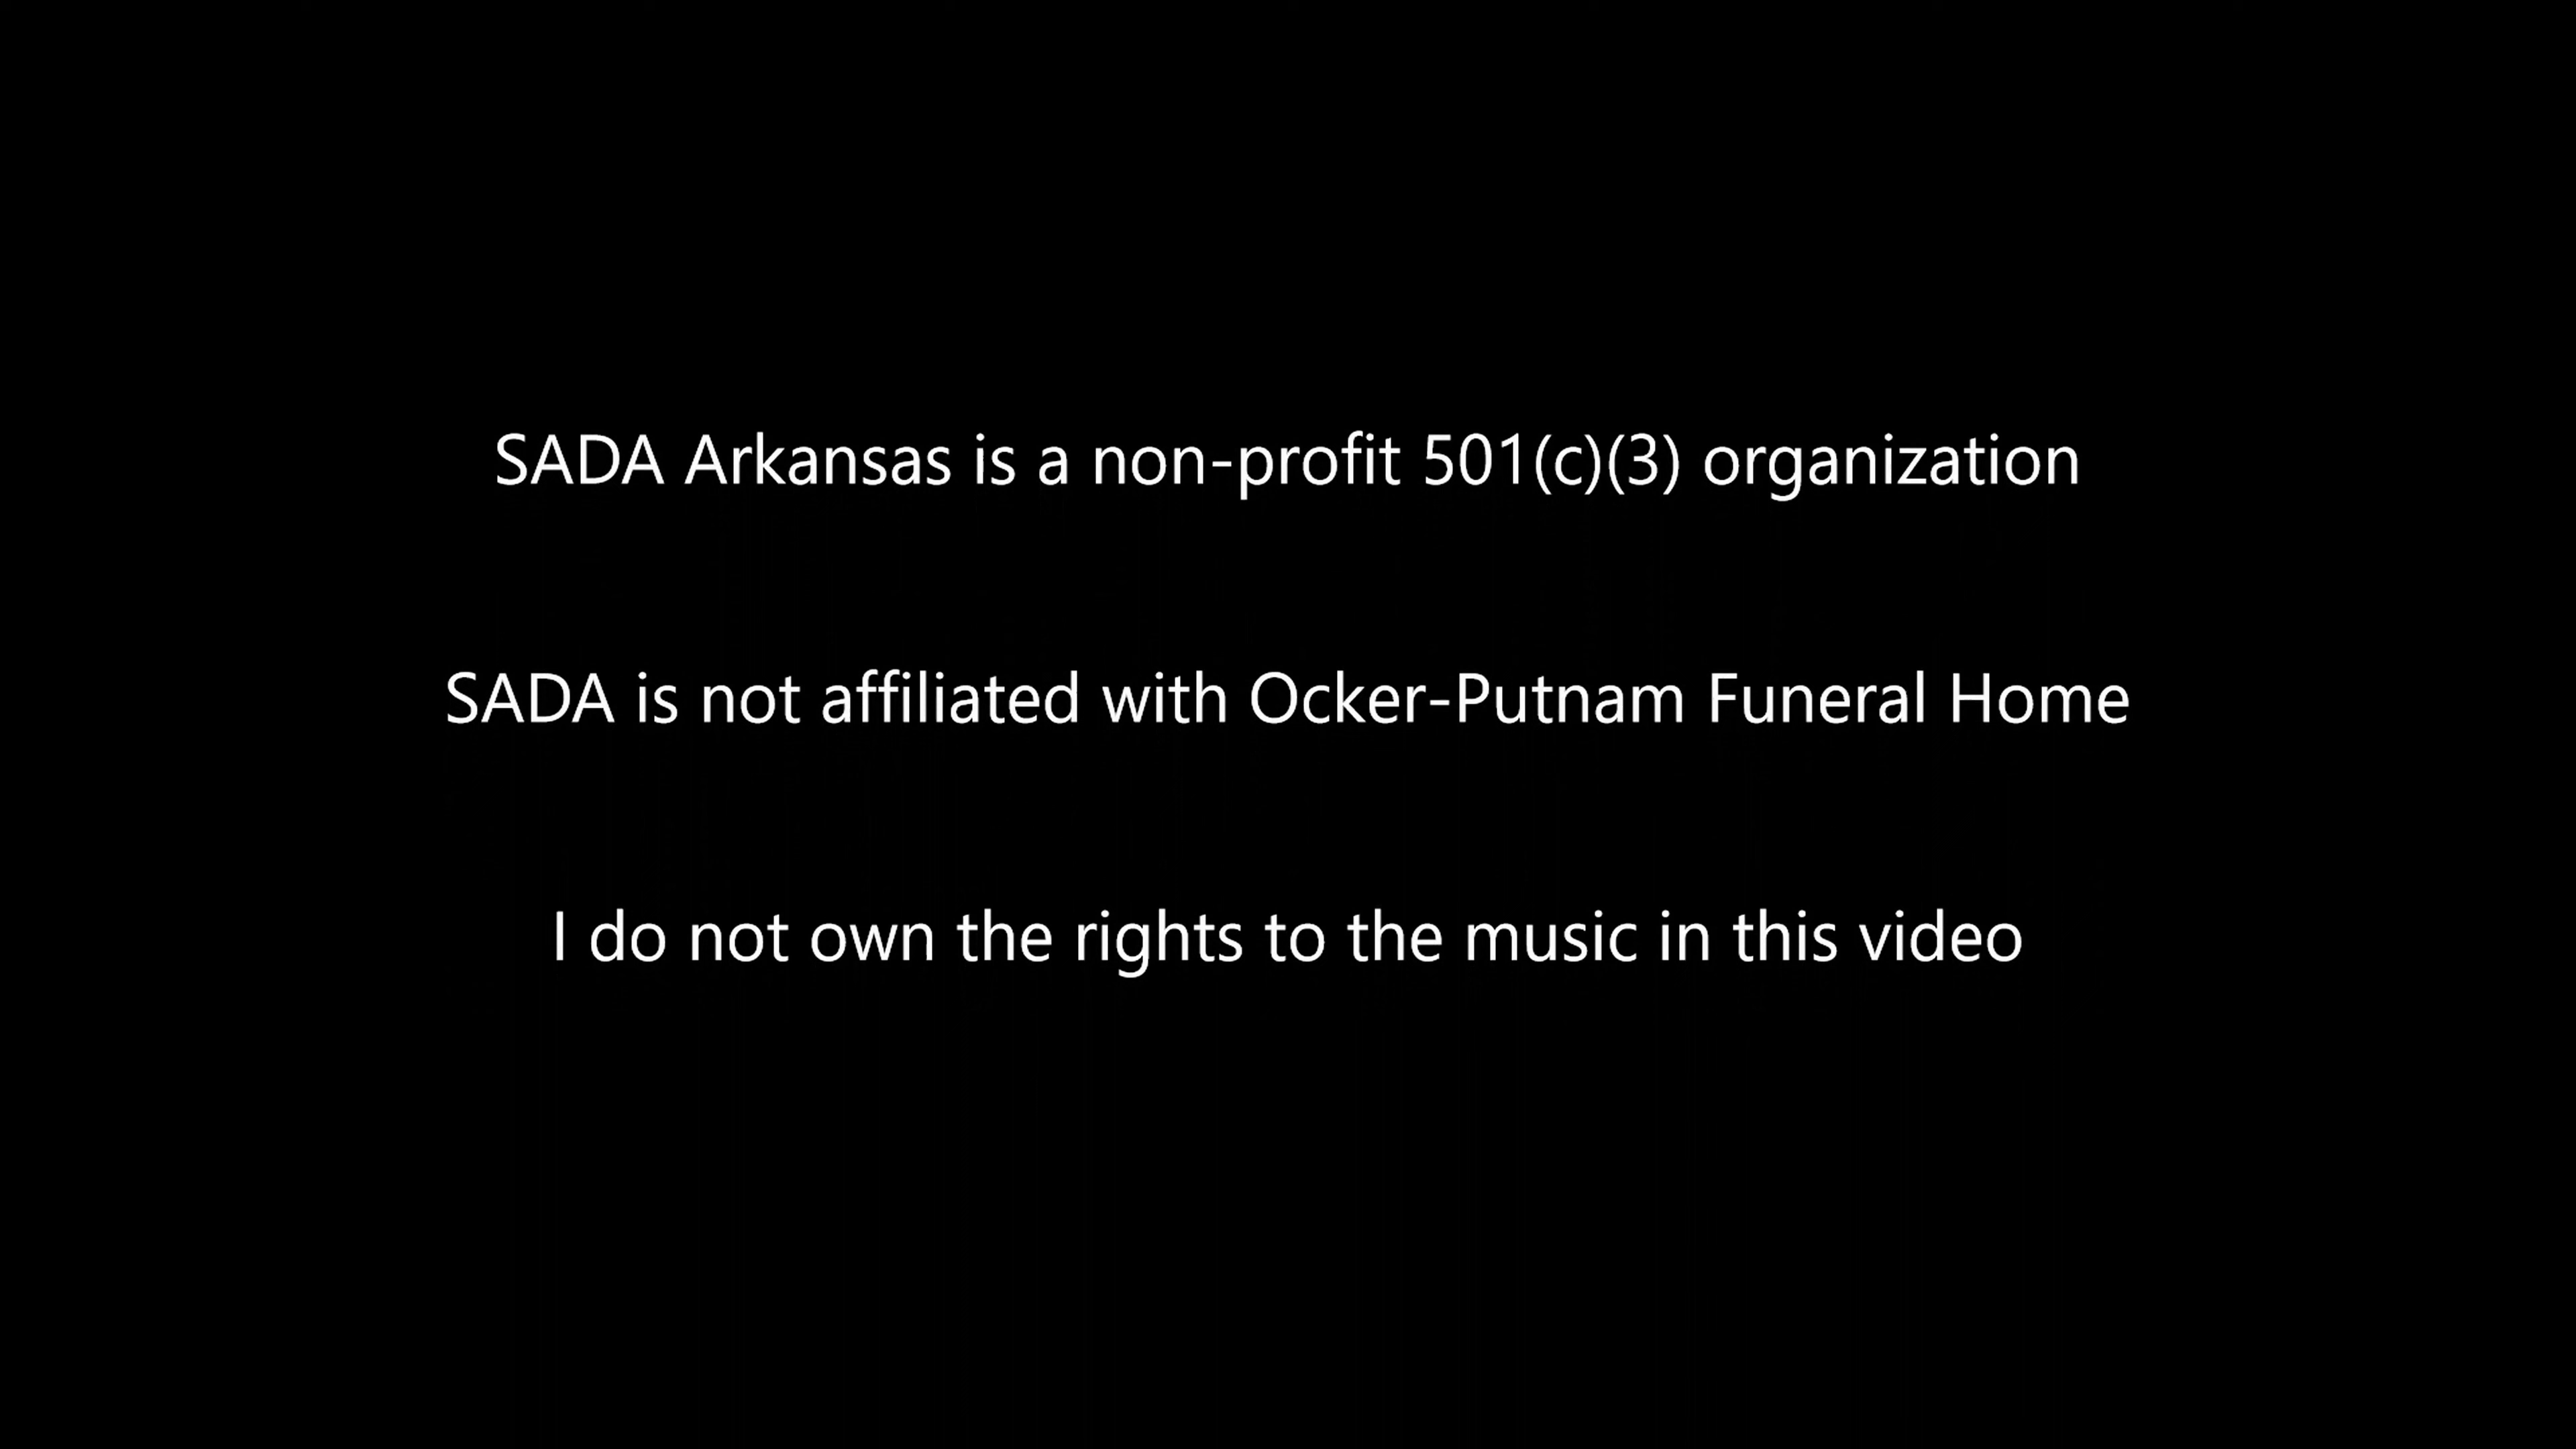 SADA Arkansas is a non-profit 501(c)(3) organization
SADA is not affiliated with Ocker-Putnam Funeral Home
I do not own the rights to the music in this video